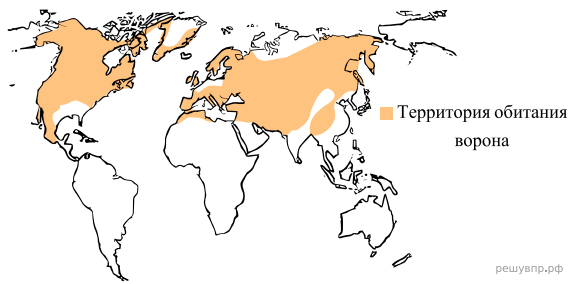 Территория обитания
ворона
решувпр.рф